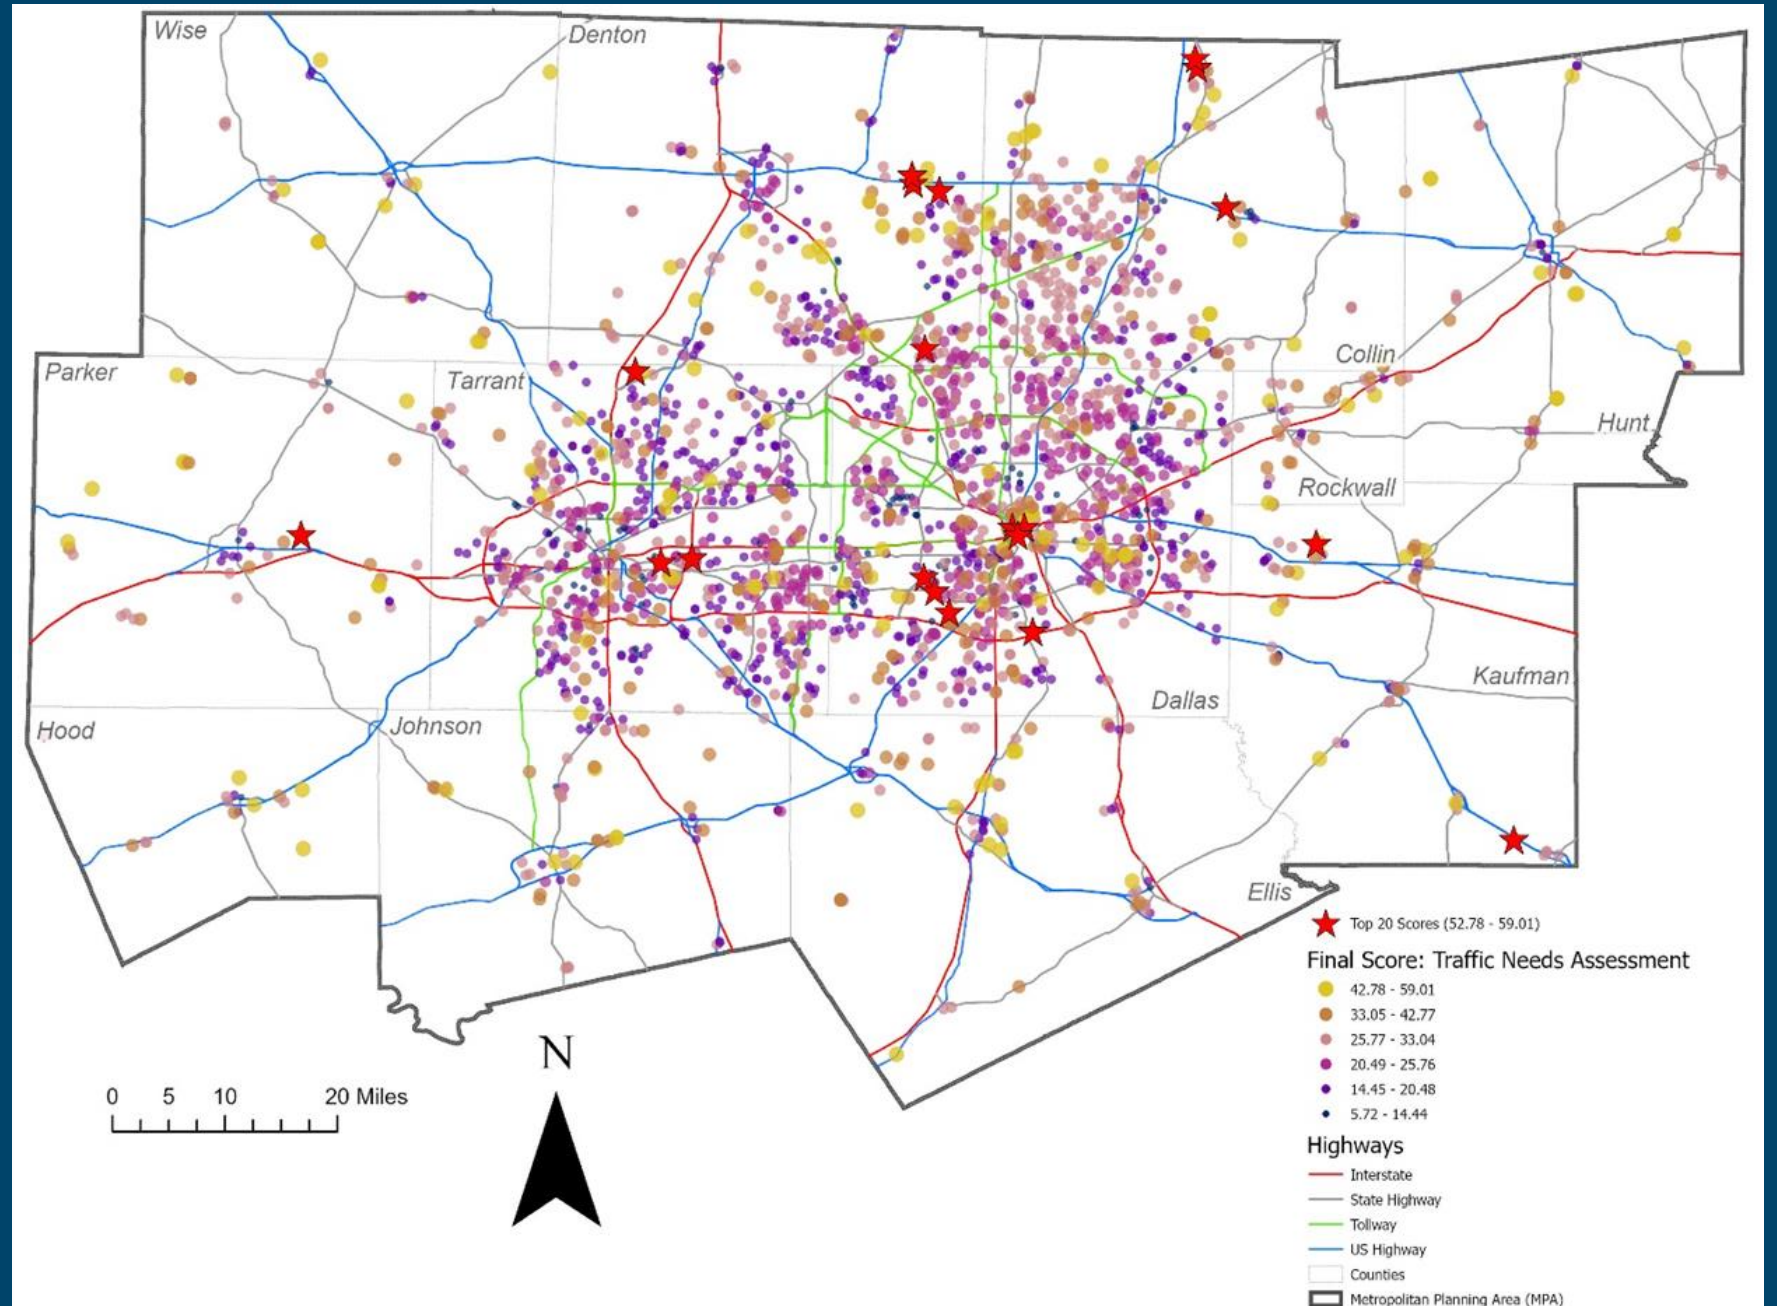 Wise
Denton
Parker
Tarrant
Collin
Hunt
Rockwall
Kaufman
Dallas
Hood
Johnson
Ellis
Top 20 Scores (52.78 - 59.01)
Final Score: Traffic Needs Assessment
42.78 - 59.01
33.05 - 42.77
25.77 - 33.04
20.49 - 25.76
14.45 - 20.48
5.72 - 14.44
N
0 5 10 20 Miles
Highways
Interstate
State Highway
Tollway
US Highway
Counties
Metropolitan Planning Area (MPA)